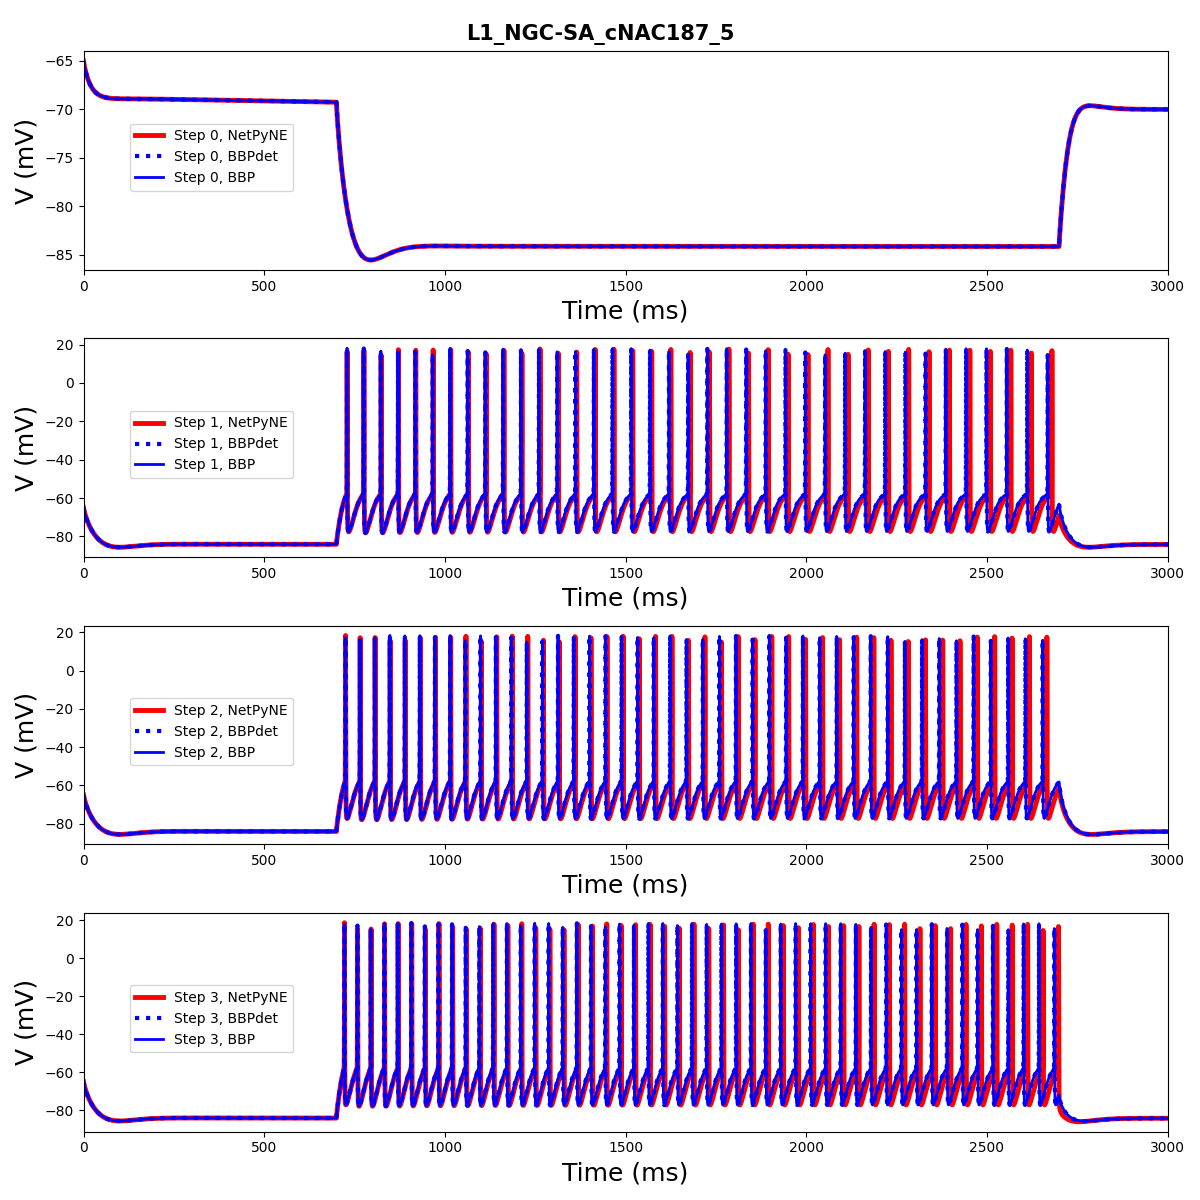 L1_NGC-SA_cNAC187_5
−65
−70
−75
−80
−85
V (mV)
Step 0, NetPyNE
Step 0, BBPdet
Step 0, BBP
0 500 1000 1500 2000 2500 3000
Time (ms)
20
0
−20
−40
−60
−80
V (mV)
Step 1, NetPyNE
Step 1, BBPdet
Step 1, BBP
0 500 1000 1500 2000 2500 3000
Time (ms)
20
0
−20
−40
−60
−80
V (mV)
Step 2, NetPyNE
Step 2, BBPdet
Step 2, BBP
0 500 1000 1500 2000 2500 3000
Time (ms)
20
0
−20
−40
−60
−80
V (mV)
Step 3, NetPyNE
Step 3, BBPdet
Step 3, BBP
0 500 1000 1500 2000 2500 3000
Time (ms)